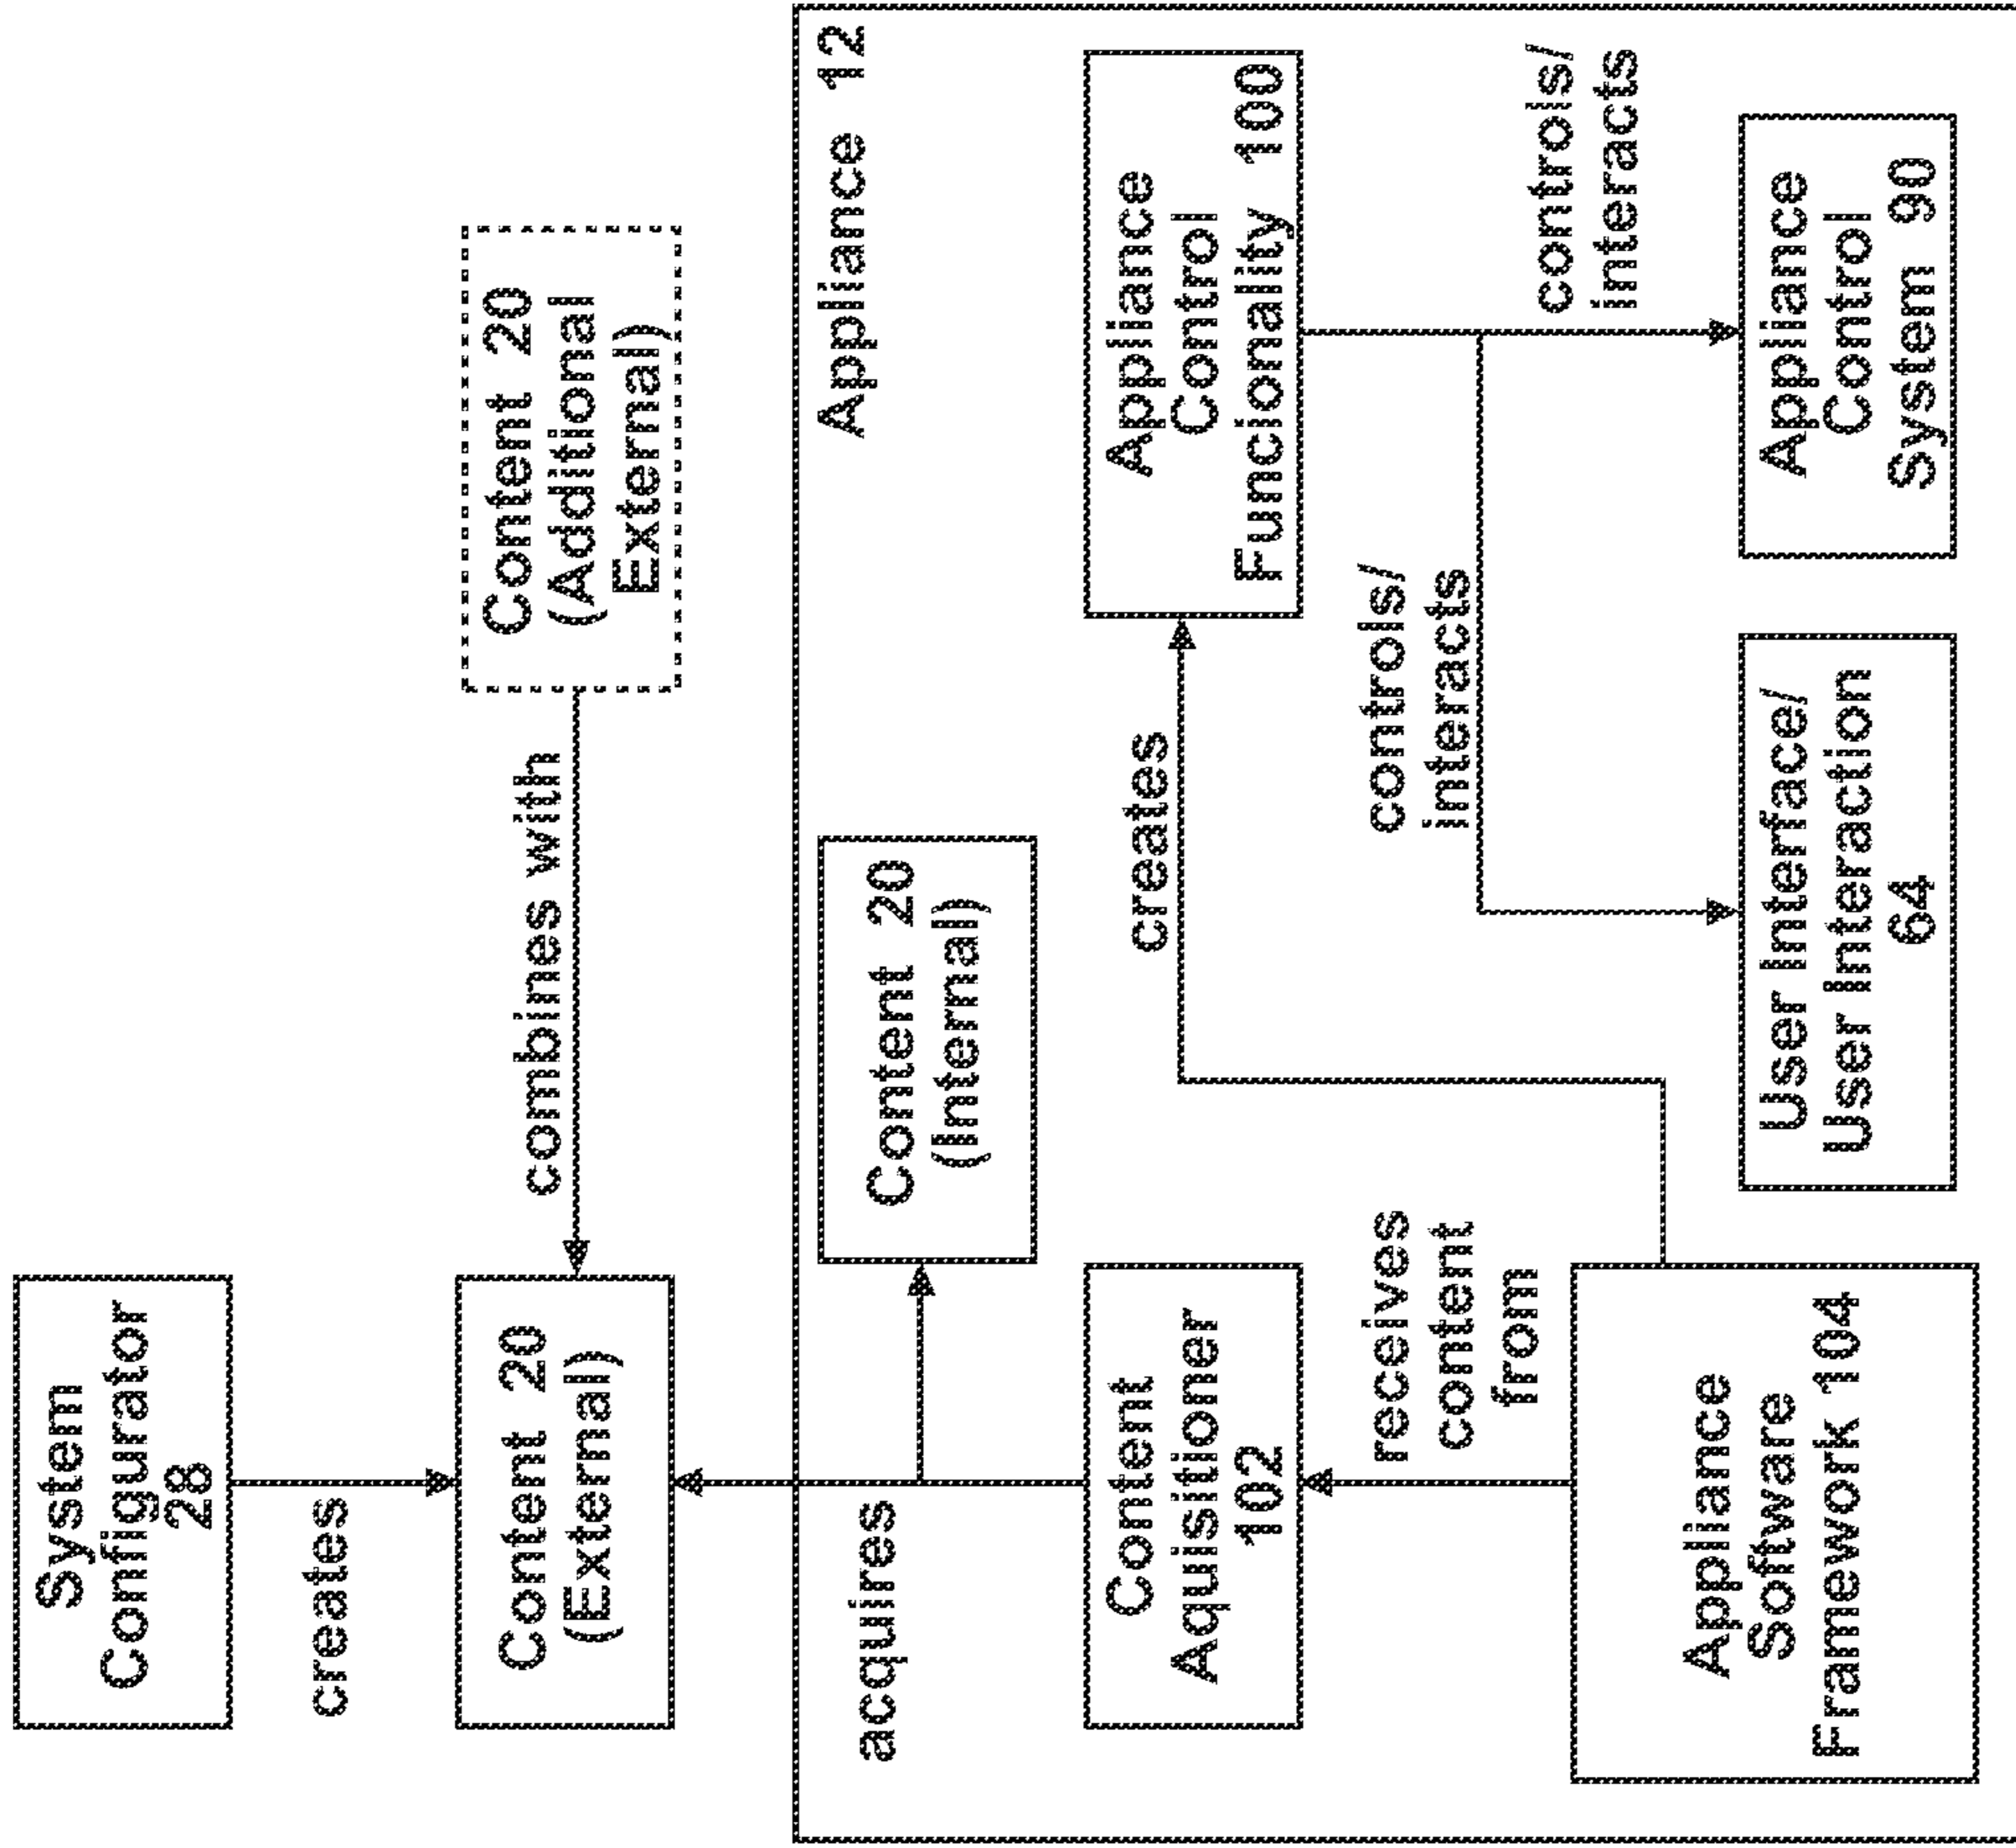 System
Configurator
28
creates
Content 20
(External)
combines with
Content 20
(Additional
External)
Appliance 12
acquires
Content 20
(Internal)
Content
Aquisitioner
102
receives
content
from
Appliance
Software
Framework 104
creates
Appliance
Control
Funcionality 100
controls/
interacts
controls/
interacts
User Interface/
User Interaction
64
Appliance
Control
System 90